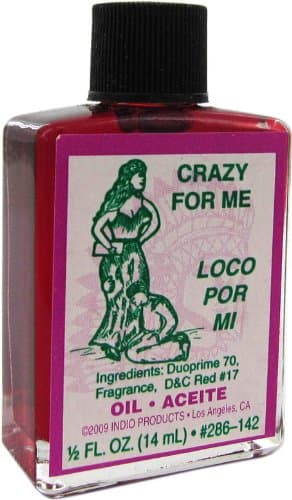 CRAZY
FOR ME
LOCO
POR
MI
Ingredients: Duoprime 70,
Fragrance, D&C Red #17
OIL • ACEITE
©2009 INDIO PRODUCTS • Los Angeles, CA
½ FL. OZ. (14 mL) • #286-142